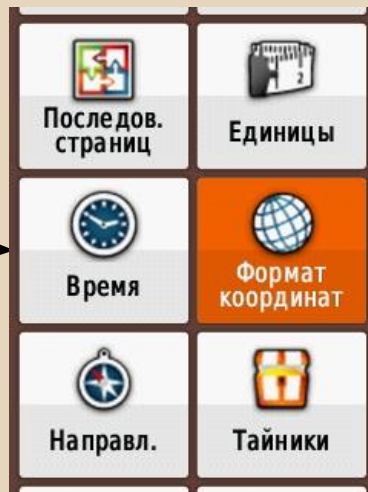 Последов.
страниц
Единицы
Время
Формат
координат
Направл.
Тайники